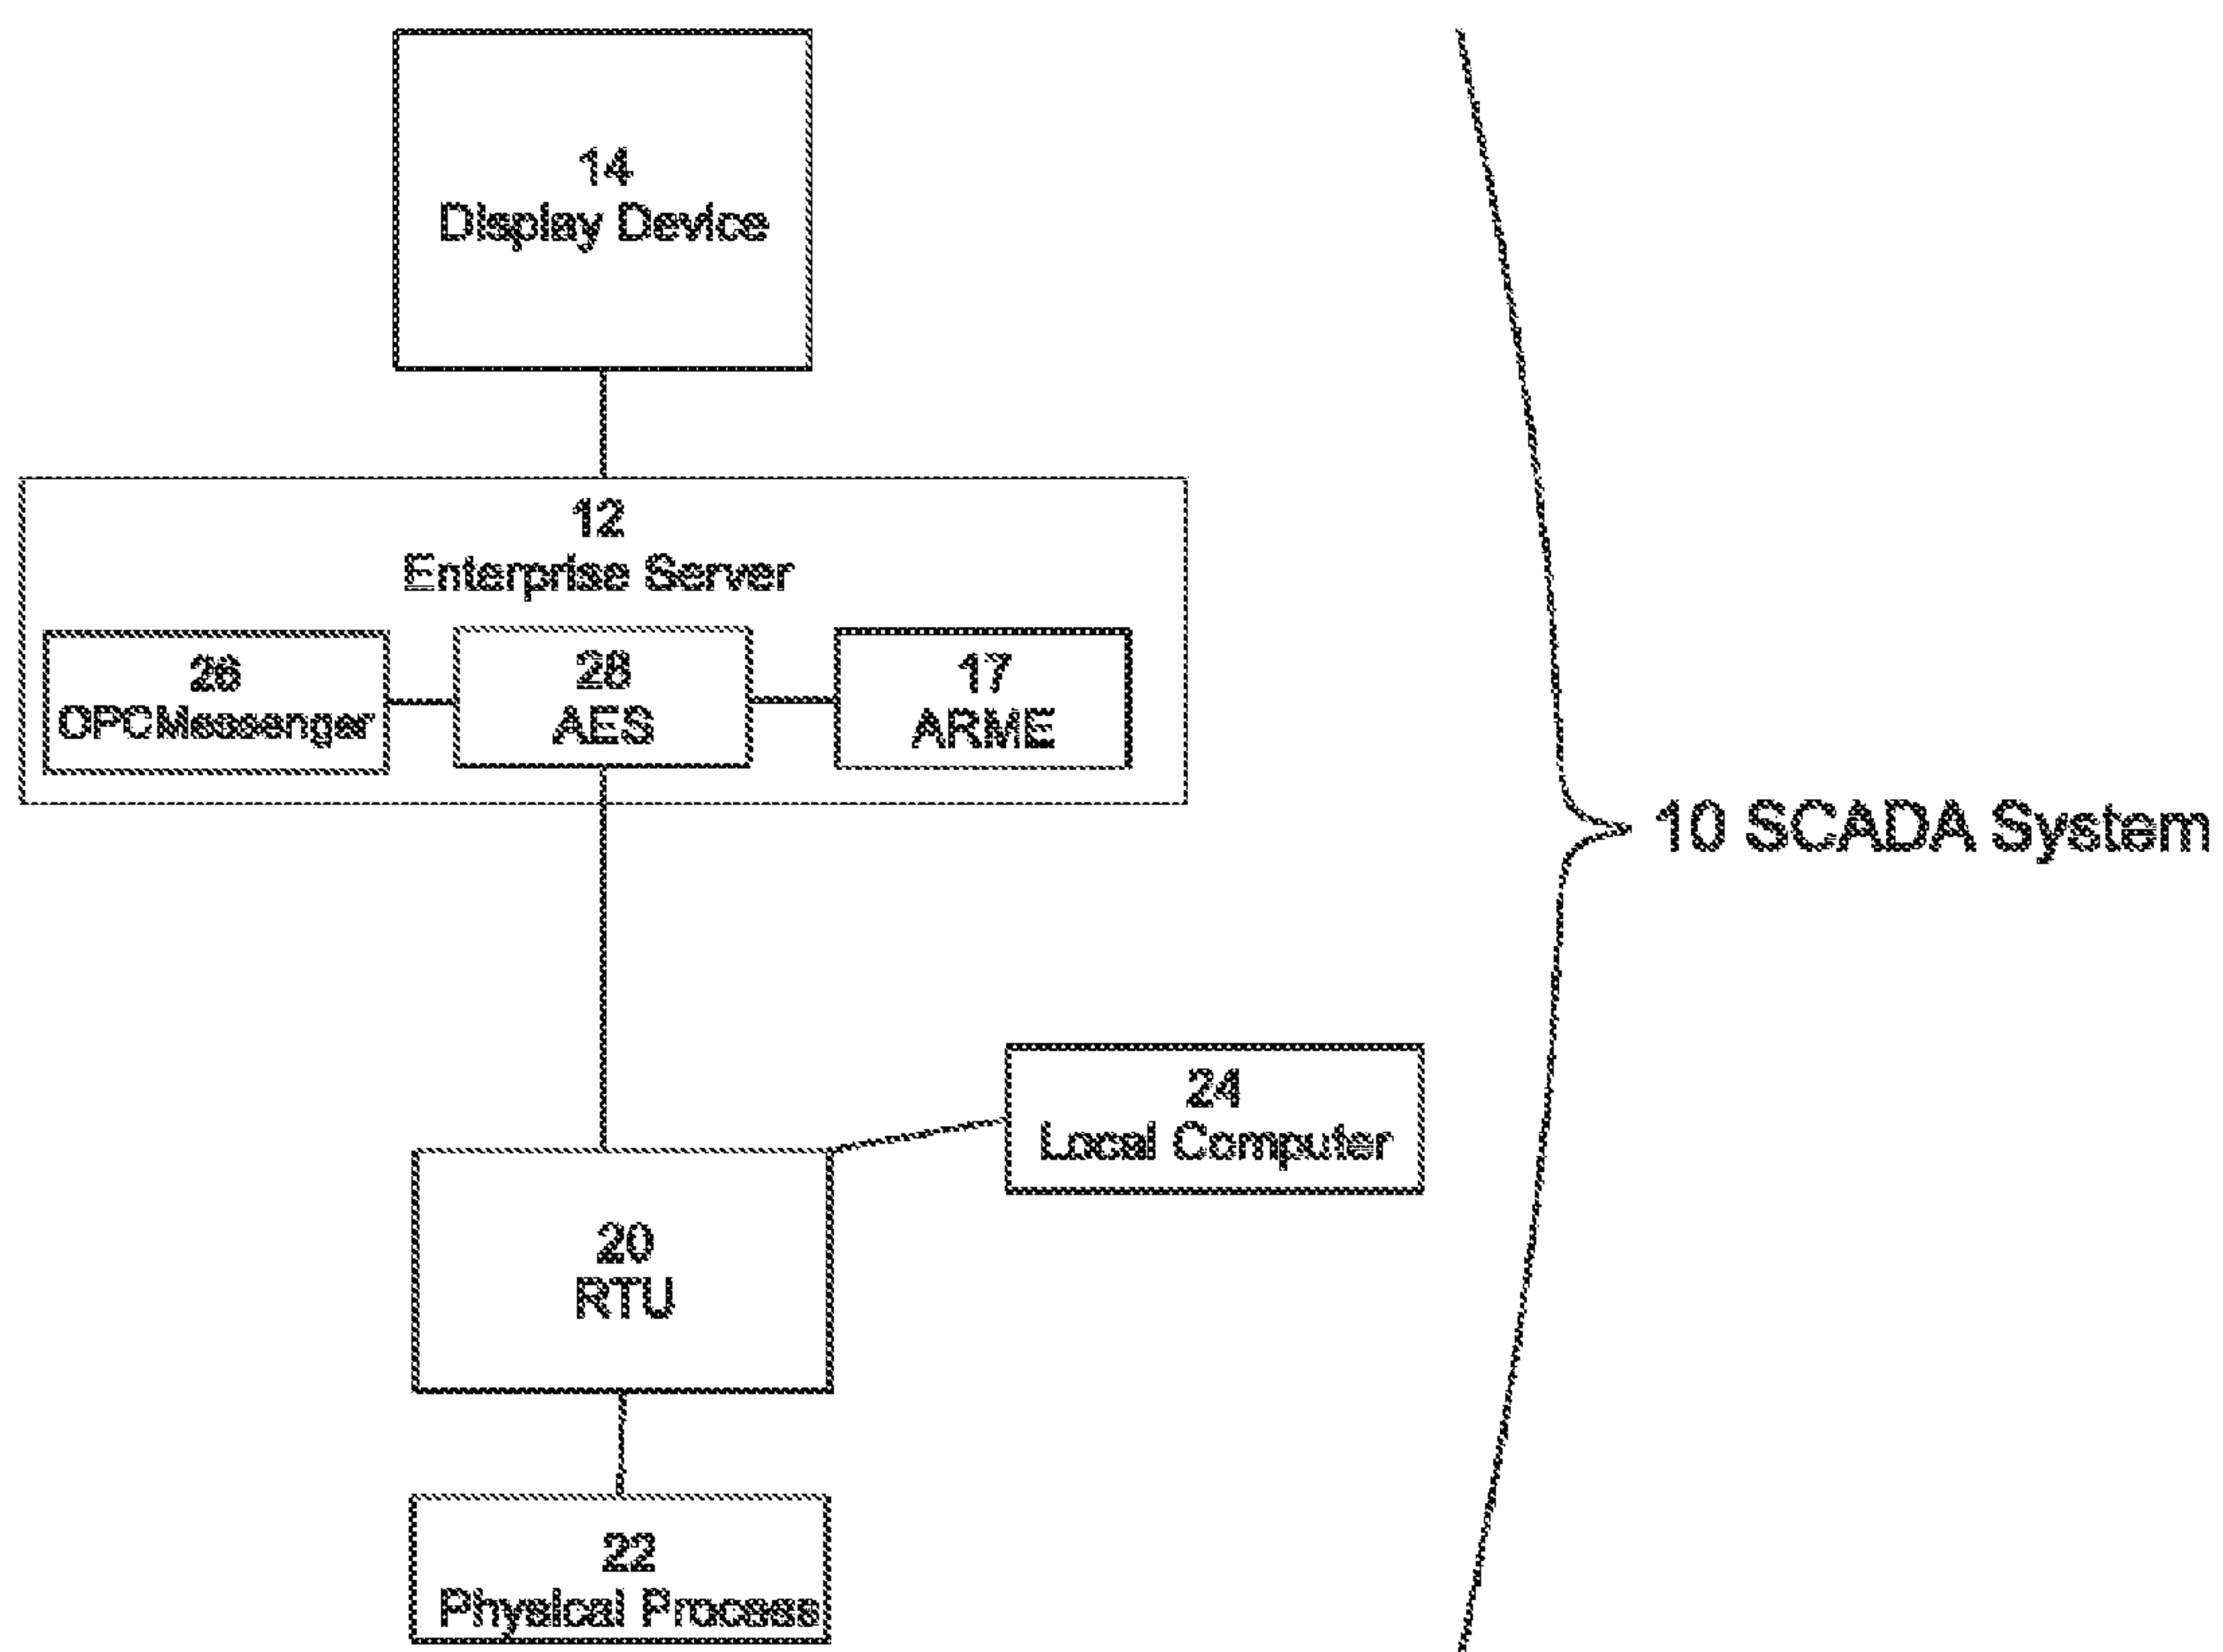 14
Display Device
12
Enterprise Server
26
OPCMessenger
28
AES
17
ARME
10 SCADA System
24
Local Computer
20
RTU
22
Physical Process